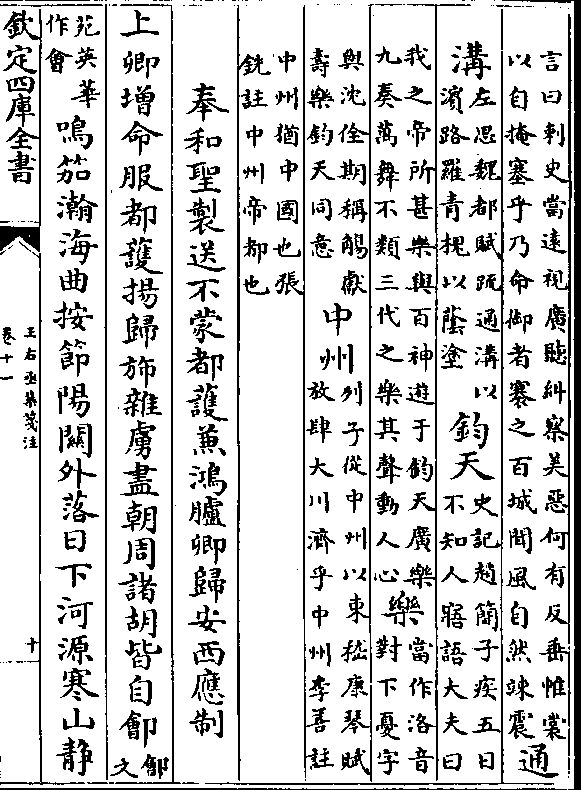 言曰刺史當遠視廣聽糾察美惡何有反垂帷裳
以自掩塞乎乃命御者褰之百城聞風自然竦震
通
溝
左思魏都賦疏通溝以
濱路羅青槐以蔭塗
鈞天
史記趙簡子疾五日
不知人寤語大夫曰
我之帝所甚樂與百神遊于鈞天廣樂
九奏萬舞不類三代之樂其聲動人心
樂
當作洛音
對下憂字
與沈佺期稱觴獻
壽樂鈞天同意
中州
列子從中州以東嵇康琴賦
放肆大川濟乎中州李善註
中州猶中國也張
銑註中州帝都也
奉和聖製送不蒙都護兼鴻臚卿歸安西應制
上卿增命服都護揚歸斾雜虜盡朝周諸胡皆自鄶
鄶
文
苑英華
作會
鳴笳瀚海曲按節陽關外落日下河源寒山静
欽定四庫全書
王右丞集箋注
卷十一
十